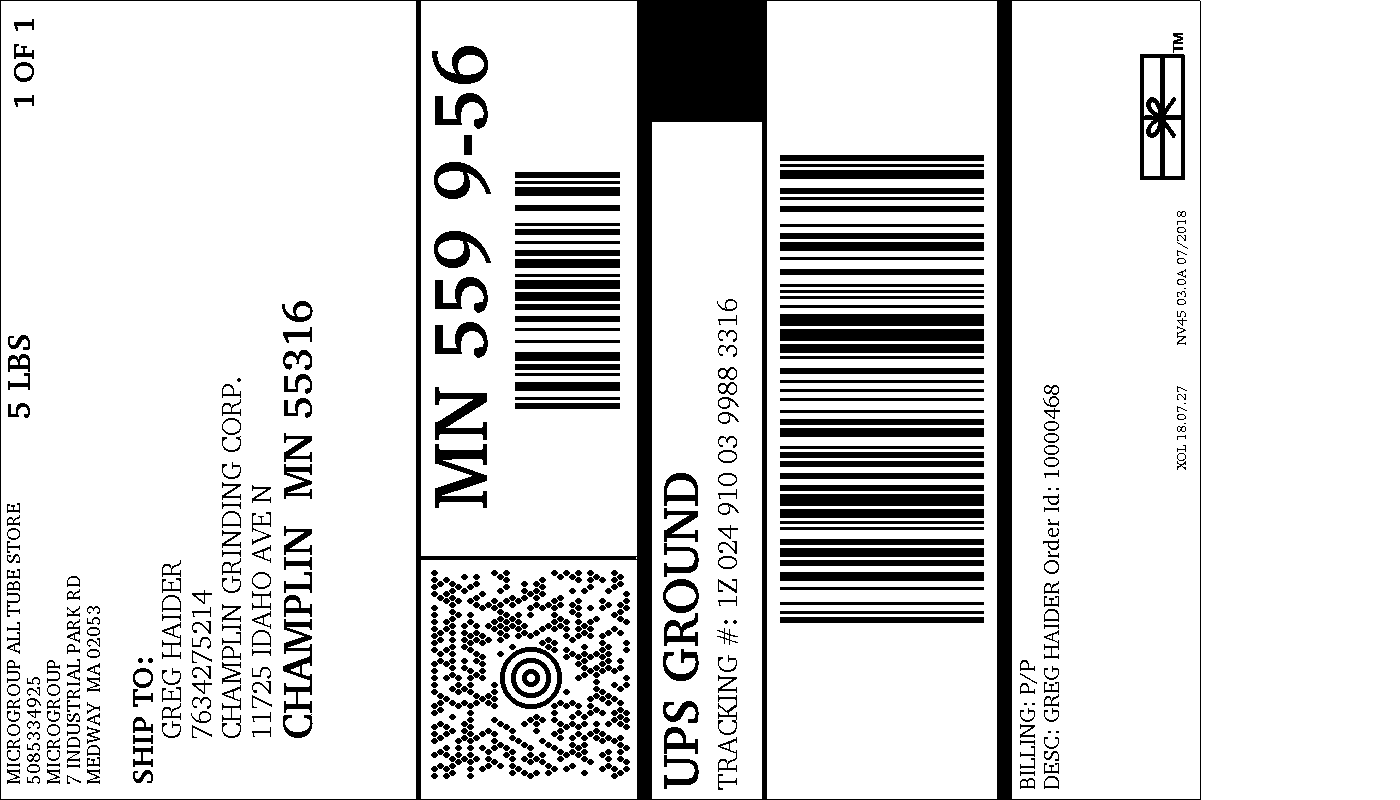 MICROGROUP ALL TUBE STORE
5085334925
MICROGROUP
7 INDUSTRIAL PARK RD
MEDWAY  MA 02053
5 LBS
1 OF 1
SHIP TO:
GREG HAIDER
7634275214
CHAMPLIN GRINDING CORP.
11725 IDAHO AVE N
CHAMPLIN  MN 55316
MN 559 9-56
UPS GROUND
TRACKING #: 1Z 024 910 03 9988 3316
BILLING: P/P
DESC: GREG HAIDER Order Id: 10000468
XOL 18.07.27
NV45 03.0A 07/2018
TM